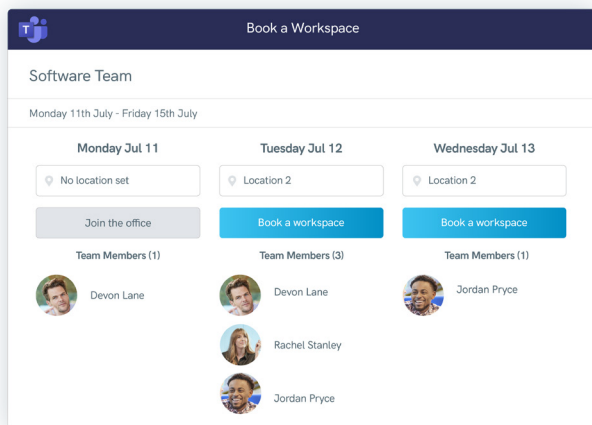 T
Book a Workspace
Software Team
Monday 11th July - Friday 15th July
Monday Jul 11
No location set
Join the office
Team Members (1)
Devon Lane
Tuesday Jul 12
Location 2
Book a workspace
Team Members (3)
Devon Lane
Rachel Stanley
Jordan Pryce
Wednesday Jul 13
Location 2
Book a workspace
Team Members (1)
Jordan Pryce